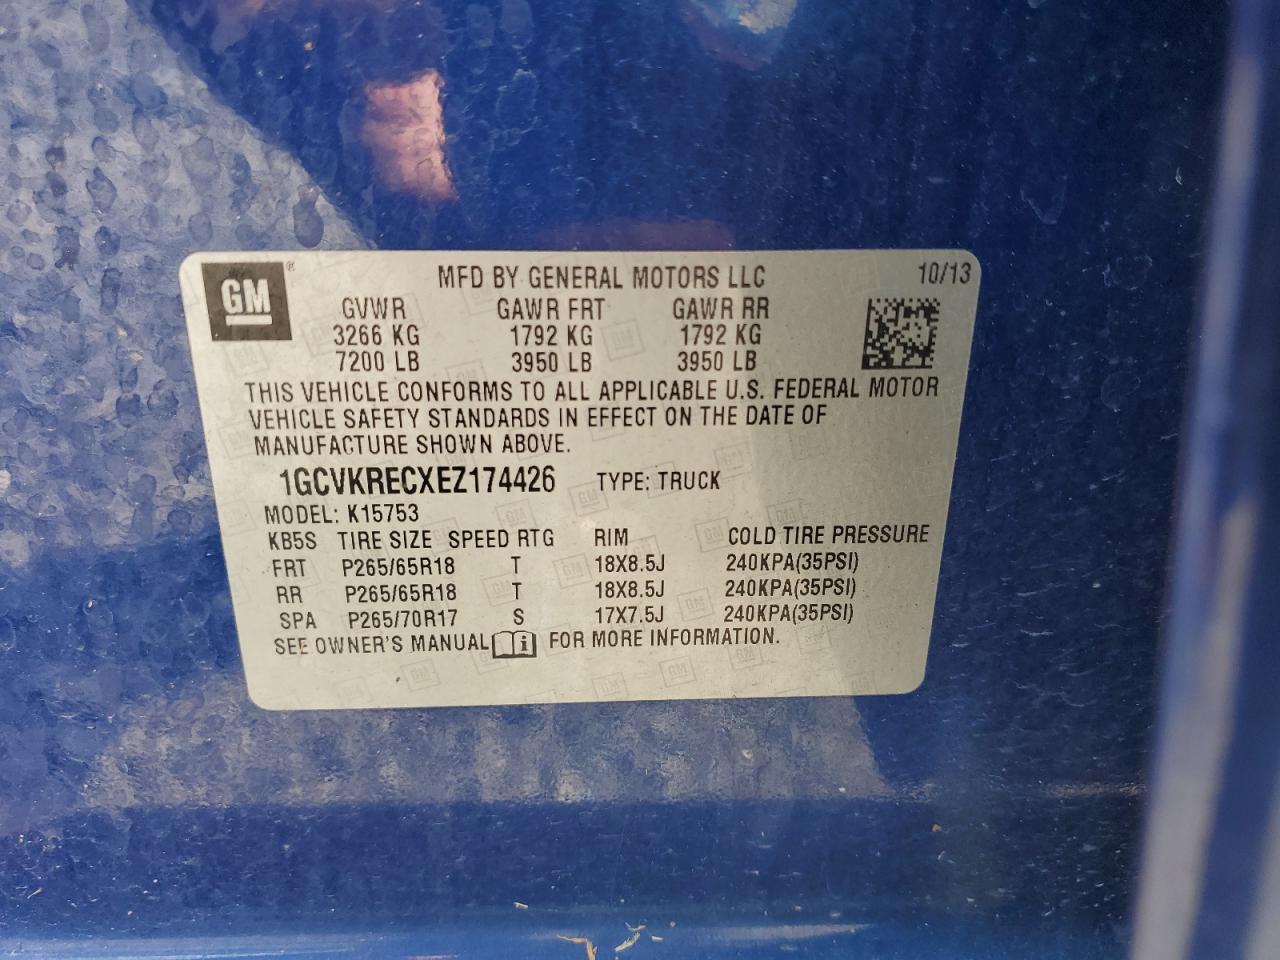 GM ® MFD BY GENERAL MOTORS LLC 10/13
GVWR GAWR FRT GAWR RR
3266 KG 1792 KG 1792 KG
7200 LB 3950 LB 3950 LB
THIS VEHICLE CONFORMS TO ALL APPLICABLE U.S. FEDERAL MOTOR
VEHICLE SAFETY STANDARDS IN EFFECT ON THE DATE OF
MANUFACTURE SHOWN ABOVE.
1GCVKRECXEZ174426 TYPE: TRUCK
MODEL: K15753
KB5S TIRE SIZE SPEED RTG RIM COLD TIRE PRESSURE
FRT P265/65R18 T 18X8.5J 240KPA(35PSI)
RR P265/65R18 T 18X8.5J 240KPA(35PSI)
SPA P265/70R17 S 17X7.5J 240KPA(35PSI)
SEE OWNER'S MANUAL i FOR MORE INFORMATION.